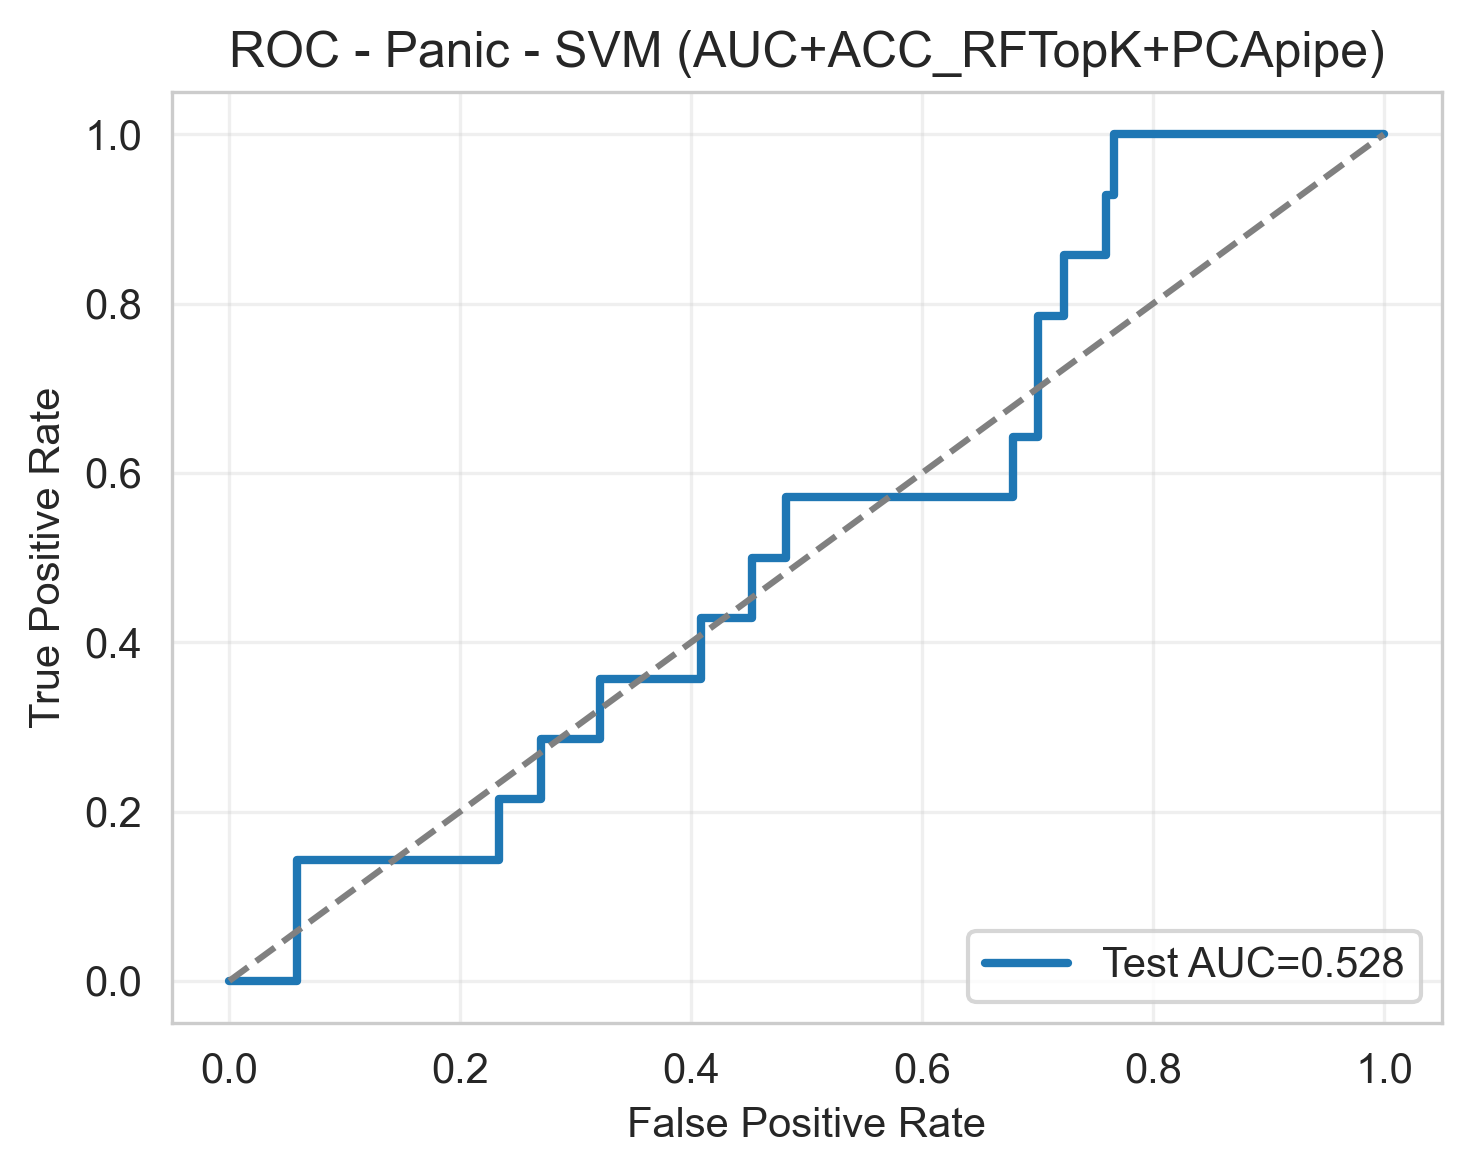 ROC - Panic - SVM (AUC+ACC_RFTopK+PCApipe)
1.0
0.8
0.6
0.4
0.2
0.0
True Positive Rate
Test AUC=0.528
0.0 0.2 0.4 0.6 0.8 1.0
False Positive Rate